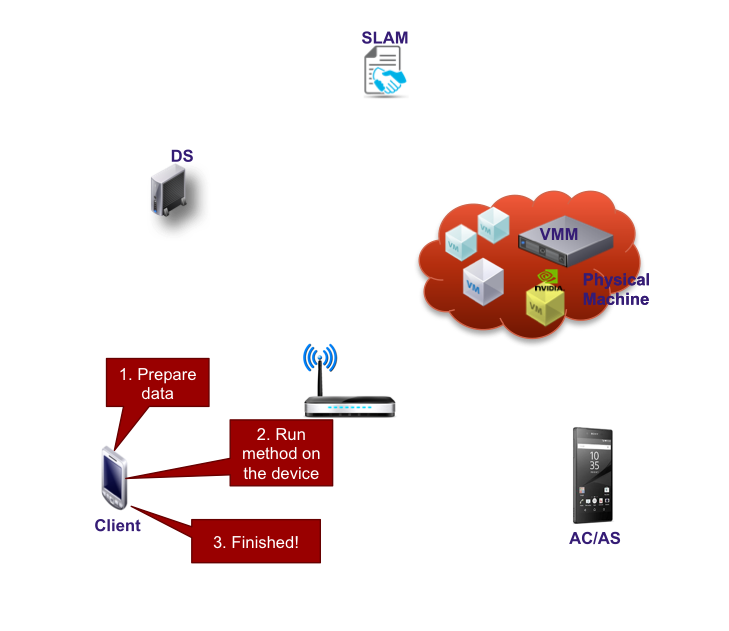 SLAM
DS
VMM
VM
VM
VM
nVIDIA.
VM
Physical
Machine
1. Prepare
data
2. Run
method on
the device
3. Finished!
Client
10
35
AC/AS